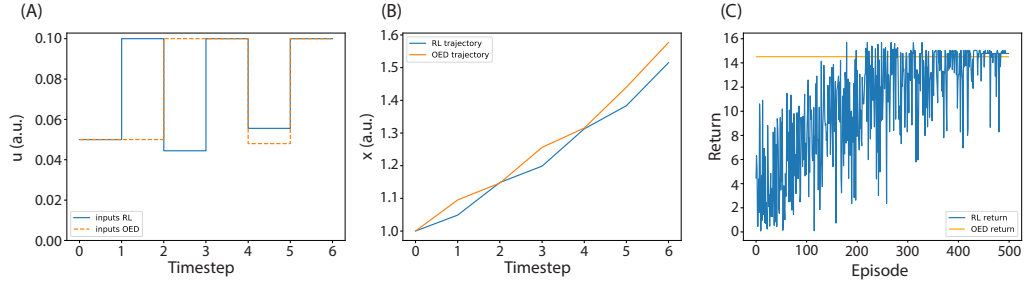 (A)
0.10
0.08
0.06
0.04
0.02
0.00
u (a.u.)
inputs RL
inputs OED
0 1 2 3 4 5 6
Timestep
(B)
1.6
1.5
1.4
1.3
1.2
1.1
1.0
x (a.u.)
RL trajectory
OED trajectory
0 1 2 3 4 5 6
Timestep
(C)
16
14
12
10
8
6
4
2
0
Return
RL return
OED return
0 100 200 300 400 500
Episode